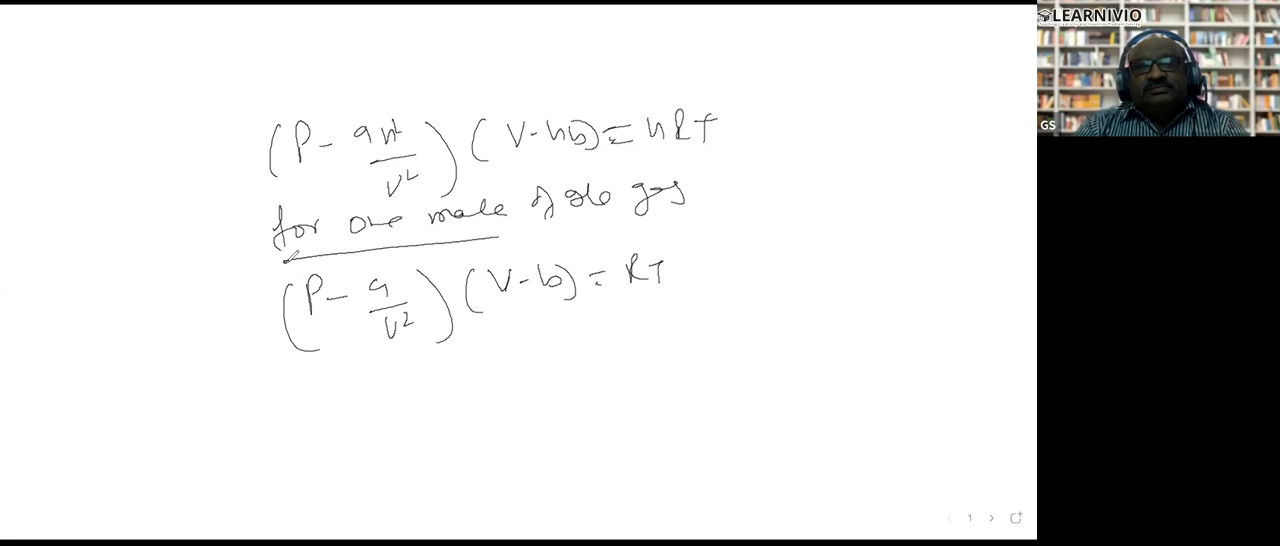 LEARNIVIO
(P - an²/V²) (V-nb) = nRT
for one mole of the gas
(P - a/V²) (V-b) = RT
GS
1